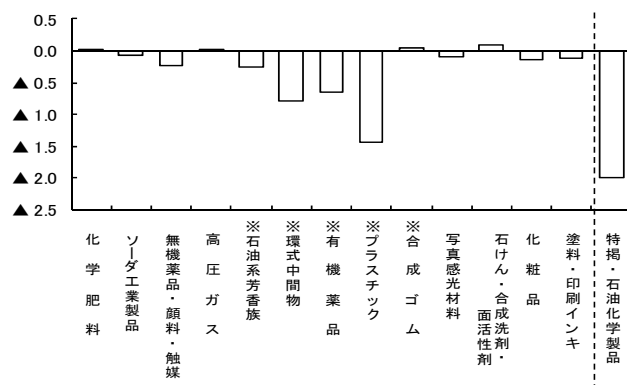 0.5
0.0
▲ 0.5
▲ 1.0
▲ 1.5
▲ 2.0
▲ 2.5
化学肥料
ソーダ工業製品
無機薬品・顔料・触媒
高圧ガス
※石油系芳香族
※環式中間物
※有機薬品
※プラスチック
※合成ゴム
写真感光材料
石けん・合成洗剤・
面活性剤
化粧品
塗料・印刷インキ
特掲・石油化学製品